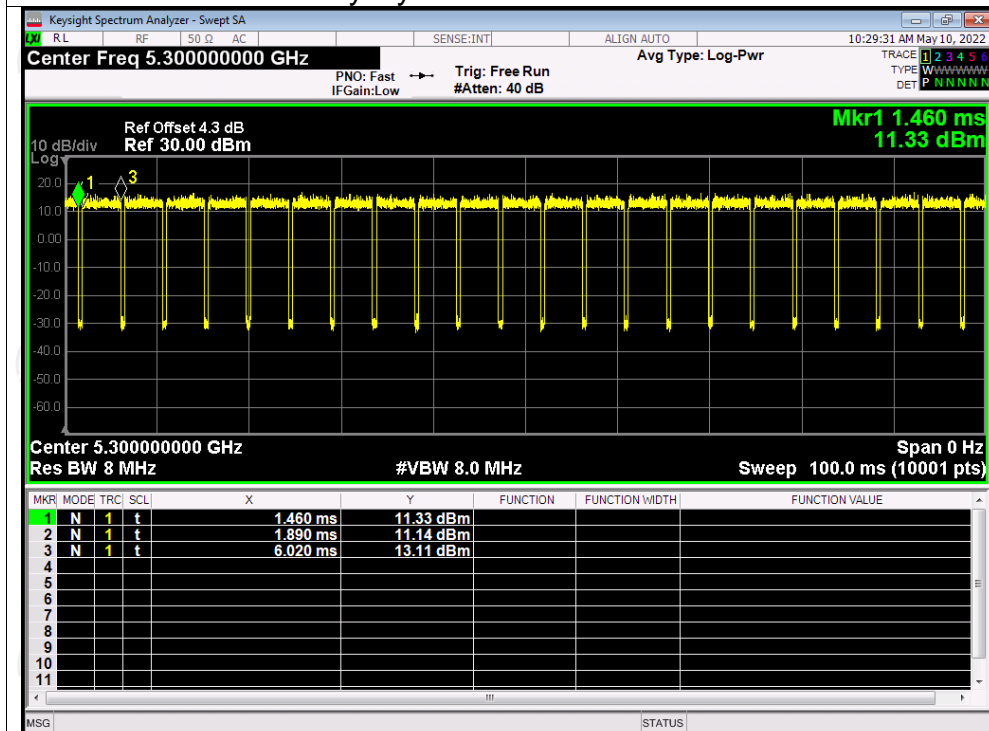 Keysight Spectrum Analyzer - Swept SA
LXI RL RF 50 Ω AC SENSE:INT ALIGN AUTO 10:29:31 AM May 10, 2022
Center Freq 5.300000000 GHz
PNO: Fast
IFGain:Low
Trig: Free Run
#Atten: 40 dB
Avg Type: Log-Pwr
TRACE 1 2 3 4 5 6
TYPE WWWWWWW
DET P N N N N N
Mkr1 1.460 ms
11.33 dBm
Ref Offset 4.3 dB
10 dB/div Ref 30.00 dBm
Log
1
3
20.0
10.0
0.00
-10.0
-20.0
-30.0
-40.0
-50.0
-60.0
Center 5.300000000 GHz Span 0 Hz
Res BW 8 MHz #VBW 8.0 MHz Sweep 100.0 ms (10001 pts)
MKR MODE TRC SCL X Y FUNCTION FUNCTION WIDTH FUNCTION VALUE
1 N 1 t 1.460 ms 11.33 dBm
2 N 1 t 1.890 ms 11.14 dBm
3 N 1 t 6.020 ms 13.11 dBm
4
5
6
7
8
9
10
11
MSG STATUS